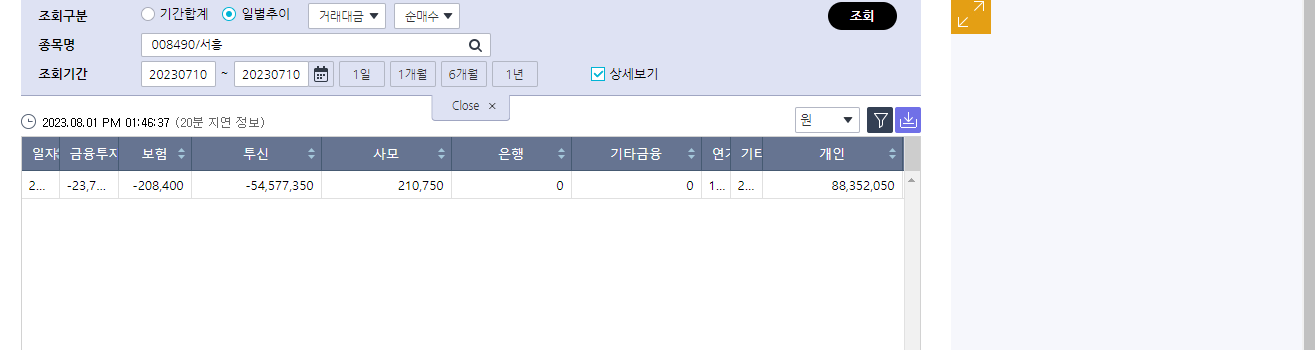 조회구분 기간합계 일별추이 거래대금 순매수 조회
종목명 008490/서흥
조회기간 20230710 ~ 20230710 1일 1개월 6개월 1년 상세보기
Close ×
2023.08.01 PM 01:46:37 (20분 지연 정보) 원
일자 금융투자 보험 투신 사모 은행 기타금융 연기 기타 개인
2... -23,7... -208,400 -54,577,350 210,750 0 0 1... 2... 88,352,050